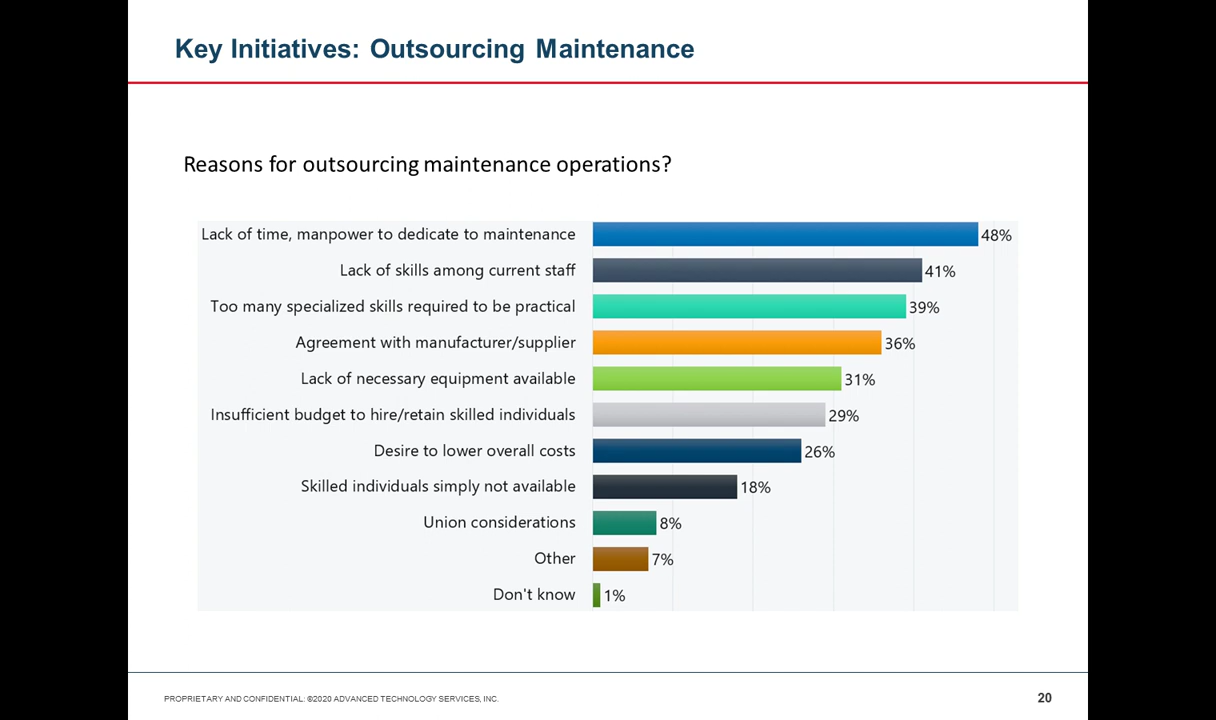 Key Initiatives: Outsourcing Maintenance
Reasons for outsourcing maintenance operations?
Lack of time, manpower to dedicate to maintenance 48%
Lack of skills among current staff 41%
Too many specialized skills required to be practical 39%
Agreement with manufacturer/supplier 36%
Lack of necessary equipment available 31%
Insufficient budget to hire/retain skilled individuals 29%
Desire to lower overall costs 26%
Skilled individuals simply not available 18%
Union considerations 8%
Other 7%
Don't know 1%
PROPRIETARY AND CONFIDENTIAL: ©2020 ADVANCED TECHNOLOGY SERVICES, INC. 20